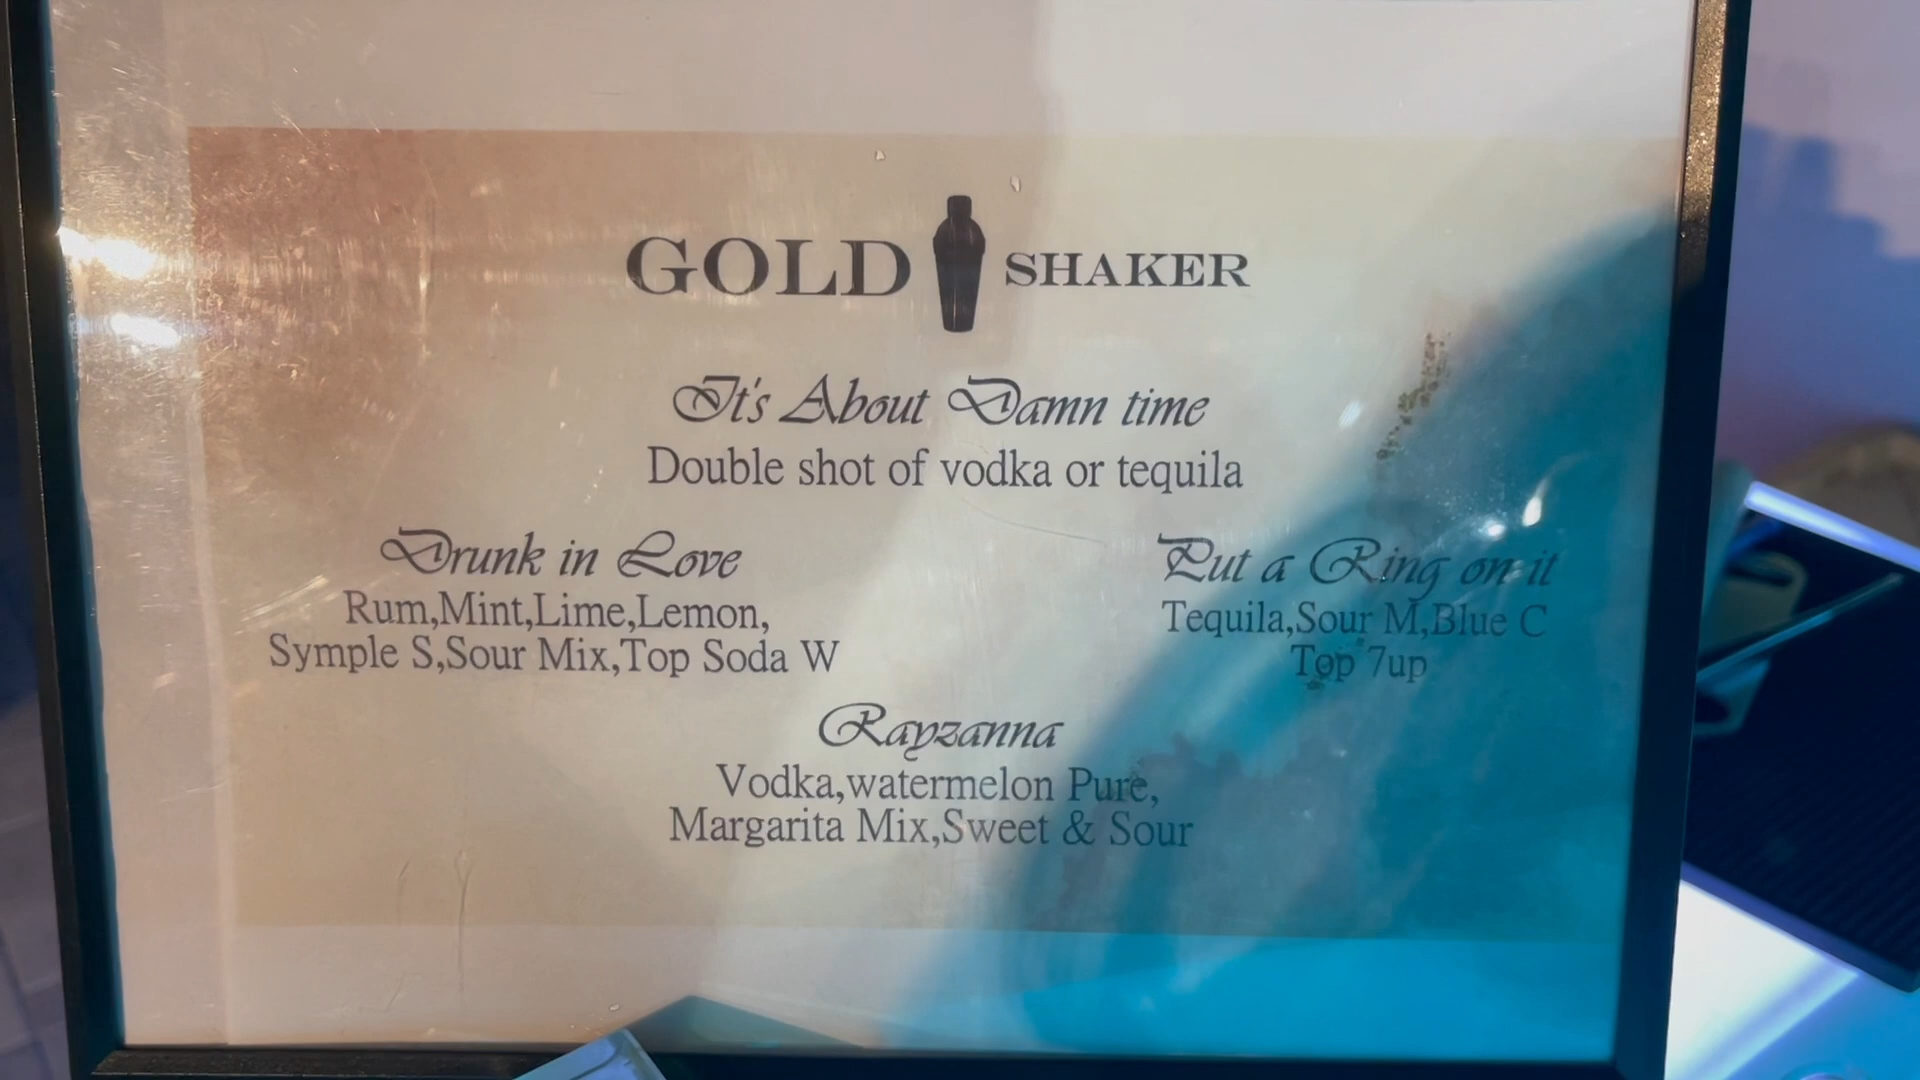 GOLD SHAKER
It's About Damn time
Double shot of vodka or tequila
Drunk in Love
Rum,Mint,Lime,Lemon,
Symple S,Sour Mix,Top Soda W
Put a Ring on it
Tequila,Sour M,Blue C
Top 7up
Rayzanna
Vodka,watermelon Pure,
Margarita Mix,Sweet & Sour